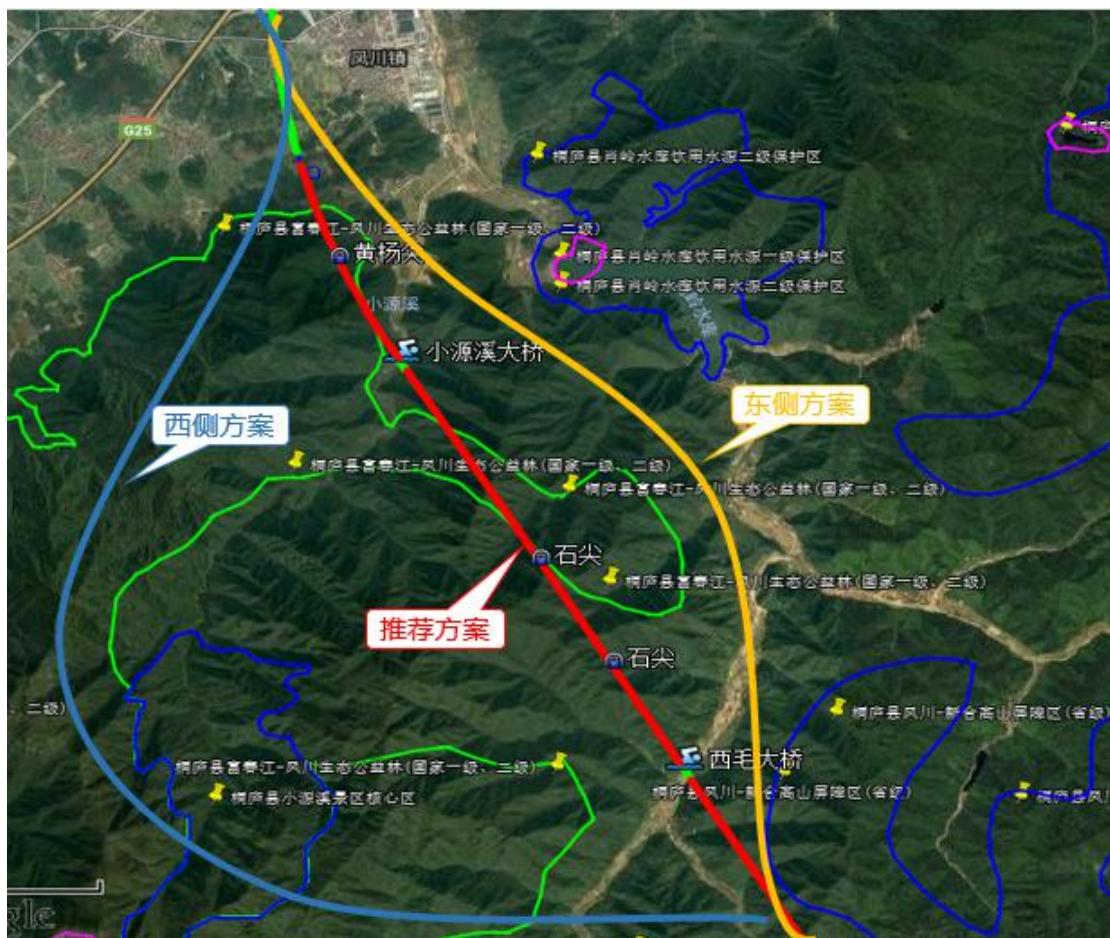 凤川镇
G25
桐庐县肖岭水库饮用水源二级保护区
桐庐县富春江-凤川生态公益林(国家一级、二级)
黄杨尖
桐庐县肖岭水库饮用水源一级保护区
桐庐县肖岭水库饮用水源二级保护区
小源溪
小源溪大桥
西侧方案
东侧方案
桐庐县富春江-凤川生态公益林(国家一级、二级)
桐庐县富春江-凤川生态公益林(国家一级、二级)
石尖
桐庐县富春江-凤川生态公益林(国家一级、二级)
推荐方案
石尖
二级)
桐庐县凤川-新合高山屏障区(省级)
西毛大桥
桐庐县富春江-凤川生态公益林(国家一级、二级)
桐庐县小源溪景区核心区
桐庐县凤川-新合高山屏障区(省级)
桐庐县凤川
gle